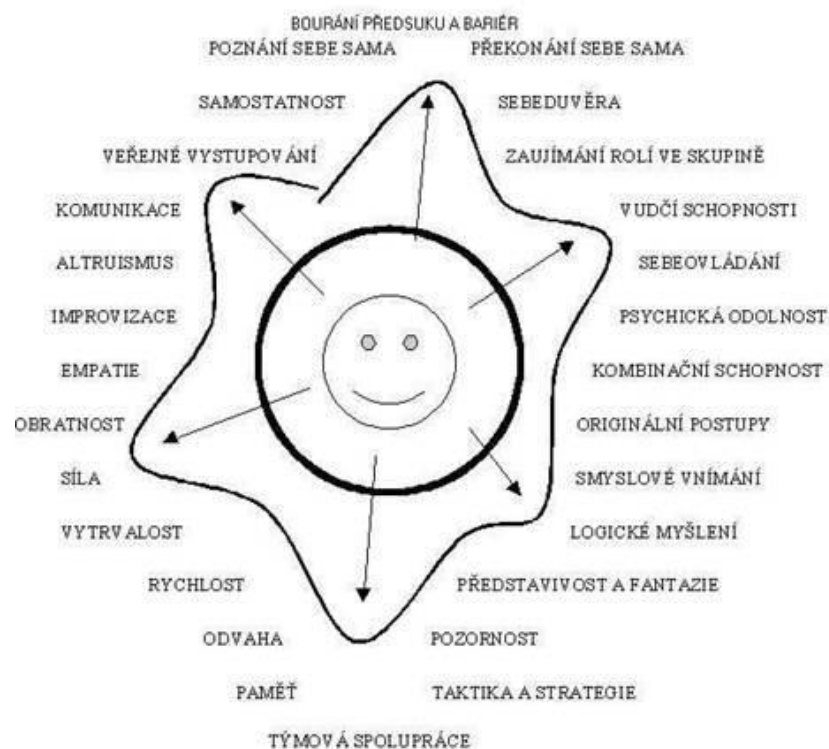 BOURÁNÍ PŘEDSUKU A BARIÉR
POZNÁNÍ SEBE SAMA PŘEKONÁNÍ SEBE SAMA
SAMOSTATNOST SEBEDUVĚRA
VEŘEJNÉ VYSTUPOVÁNÍ ZAUJÍMÁNÍ ROLÍ VE SKUPINĚ
KOMUNIKACE VUDČÍ SCHOPNOSTI
ALTRUISMUS SEBEOVLÁDÁNÍ
IMPROVIZACE PSYCHICKÁ ODOLNOST
EMPATIE KOMBINAČNÍ SCHOPNOST
OBRATNOST ORIGINÁLNÍ POSTUPY
SÍLA SMYSLOVÉ VNÍMÁNÍ
VYTRVALOST LOGICKÉ MYŠLENÍ
RYCHLOST PŘEDSTAVIVOST A FANTAZIE
ODVAHA POZORNOST
PAMĚŤ TAKTIKA A STRATEGIE
TÝMOVÁ SPOLUPRÁCE